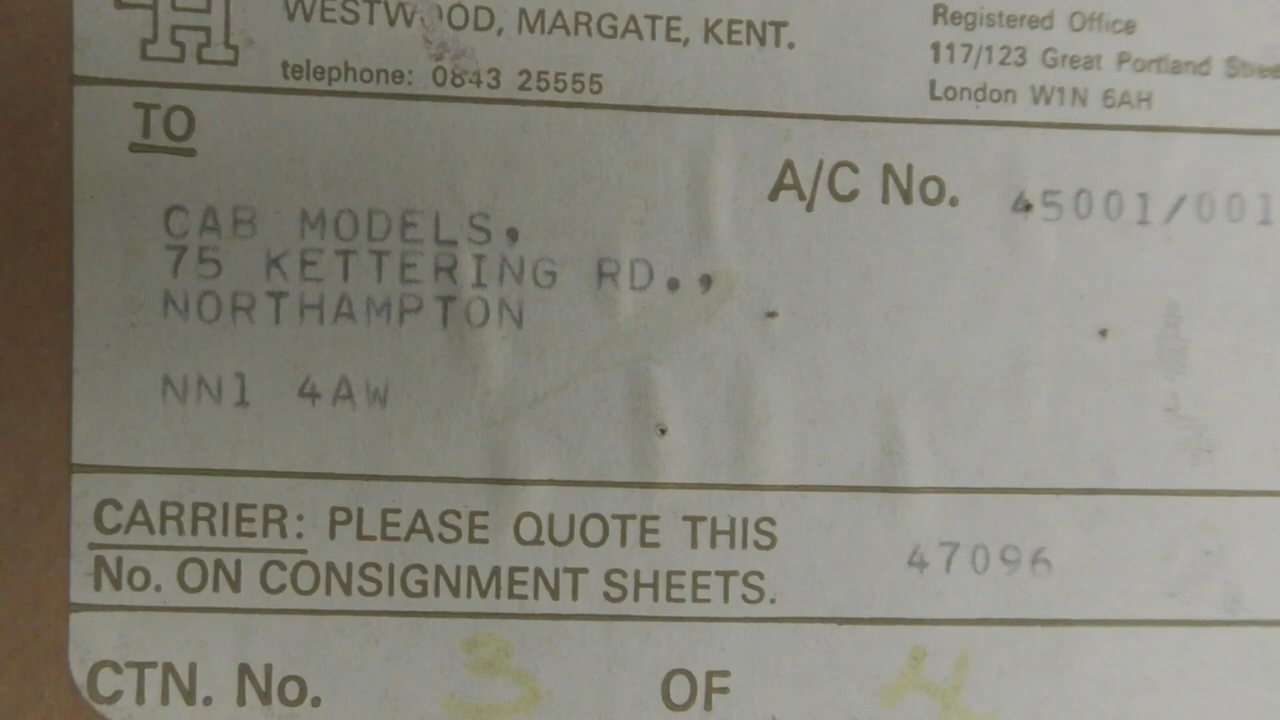 WESTWOOD, MARGATE, KENT.
telephone: 0843 25555
Registered Office
117/123 Great Portland Stree
London W1N 6AH
TO
A/C No. 45001/001
CAB MODELS,
75 KETTERING RD.,
NORTHAMPTON
NN1 4AW
CARRIER: PLEASE QUOTE THIS
No. ON CONSIGNMENT SHEETS. 47096
CTN. No. 3 OF 4